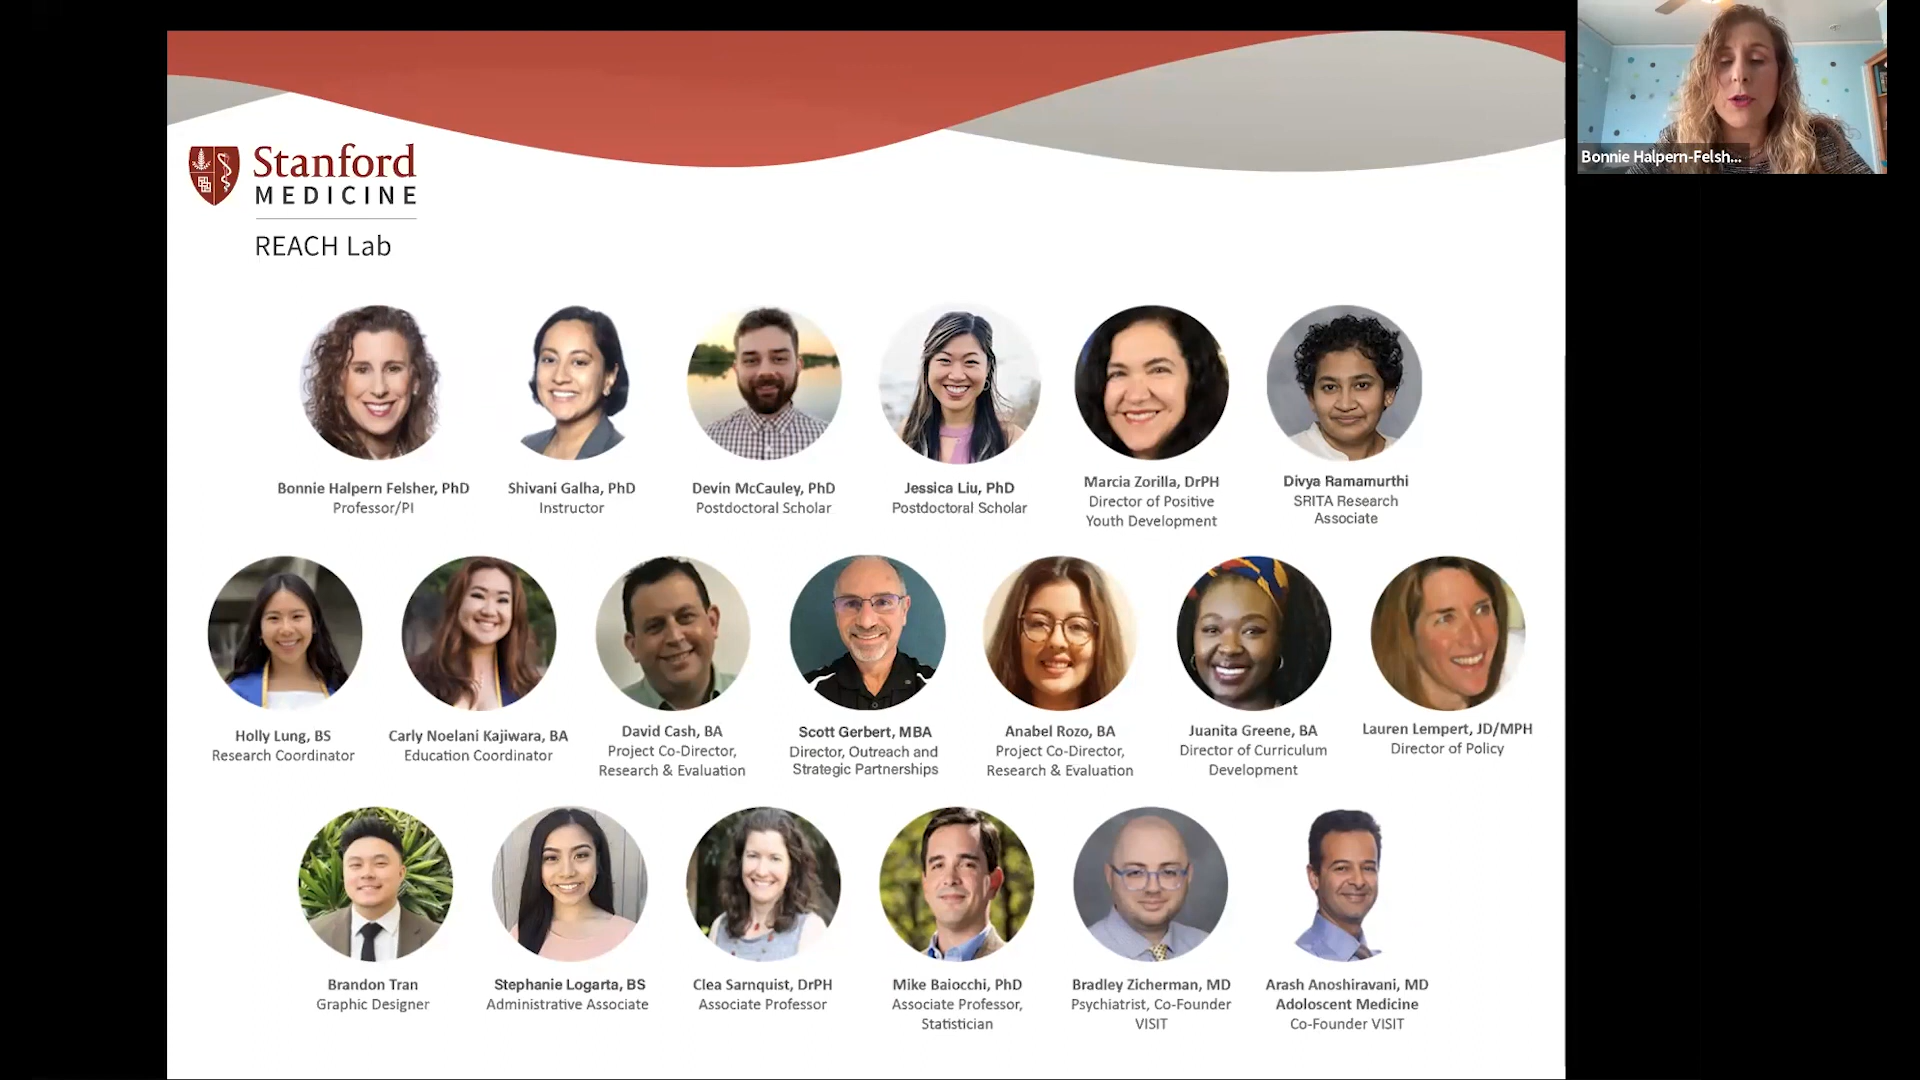 Stanford
MEDICINE
REACH Lab
Bonnie Halpern-Felsh...
Bonnie Halpern Felsher, PhD
Professor/PI
Shivani Galha, PhD
Instructor
Devin McCauley, PhD
Postdoctoral Scholar
Jessica Liu, PhD
Postdoctoral Scholar
Marcia Zorilla, DrPH
Director of Positive
Youth Development
Divya Ramamurthi
SRITA Research
Associate
Holly Lung, BS
Research Coordinator
Carly Noelani Kajiwara, BA
Education Coordinator
David Cash, BA
Project Co-Director,
Research & Evaluation
Scott Gerbert, MBA
Director, Outreach and
Strategic Partnerships
Anabel Rozo, BA
Project Co-Director,
Research & Evaluation
Juanita Greene, BA
Director of Curriculum
Development
Lauren Lempert, JD/MPH
Director of Policy
Brandon Tran
Graphic Designer
Stephanie Logarta, BS
Administrative Associate
Clea Sarnquist, DrPH
Associate Professor
Mike Baiocchi, PhD
Associate Professor,
Statistician
Bradley Zicherman, MD
Psychiatrist, Co-Founder
VISIT
Arash Anoshiravani, MD
Adoloscent Medicine
Co-Founder VISIT